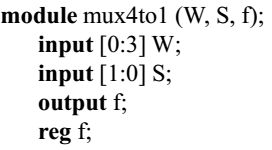 module mux4to1 (W, S, f);
input [0:3] W;
input [1:0] S;
output f;
reg f;